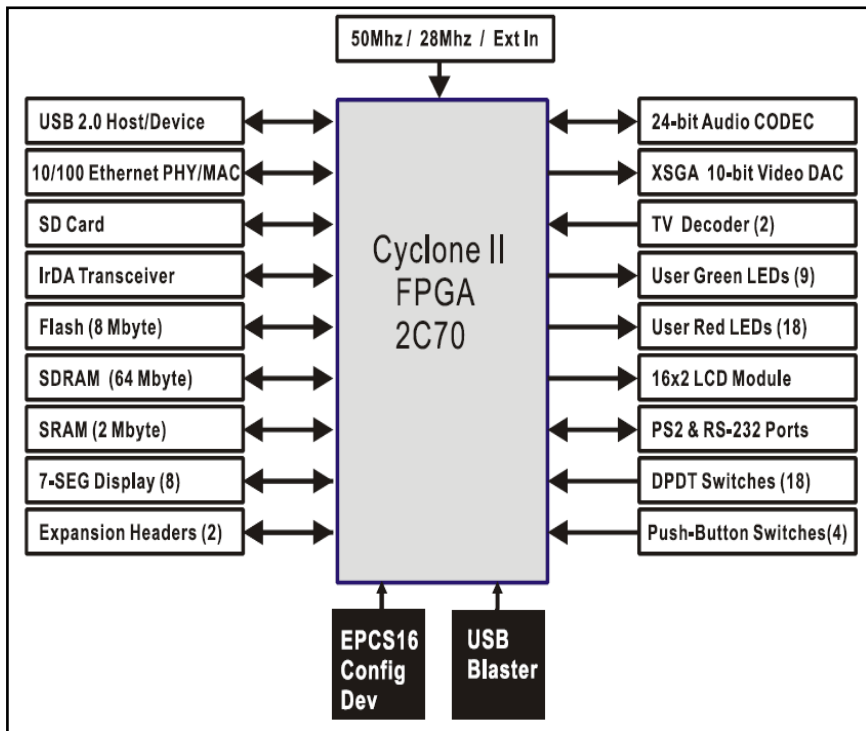 50Mhz / 28Mhz / Ext In
USB 2.0 Host/Device
10/100 Ethernet PHY/MAC
SD Card
IrDA Transceiver
Flash (8 Mbyte)
SDRAM (64 Mbyte)
SRAM (2 Mbyte)
7-SEG Display (8)
Expansion Headers (2)
Cyclone II
FPGA
2C70
24-bit Audio CODEC
XSGA 10-bit Video DAC
TV Decoder (2)
User Green LEDs (9)
User Red LEDs (18)
16x2 LCD Module
PS2 & RS-232 Ports
DPDT Switches (18)
Push-Button Switches(4)
EPCS16
Config
Dev
USB
Blaster